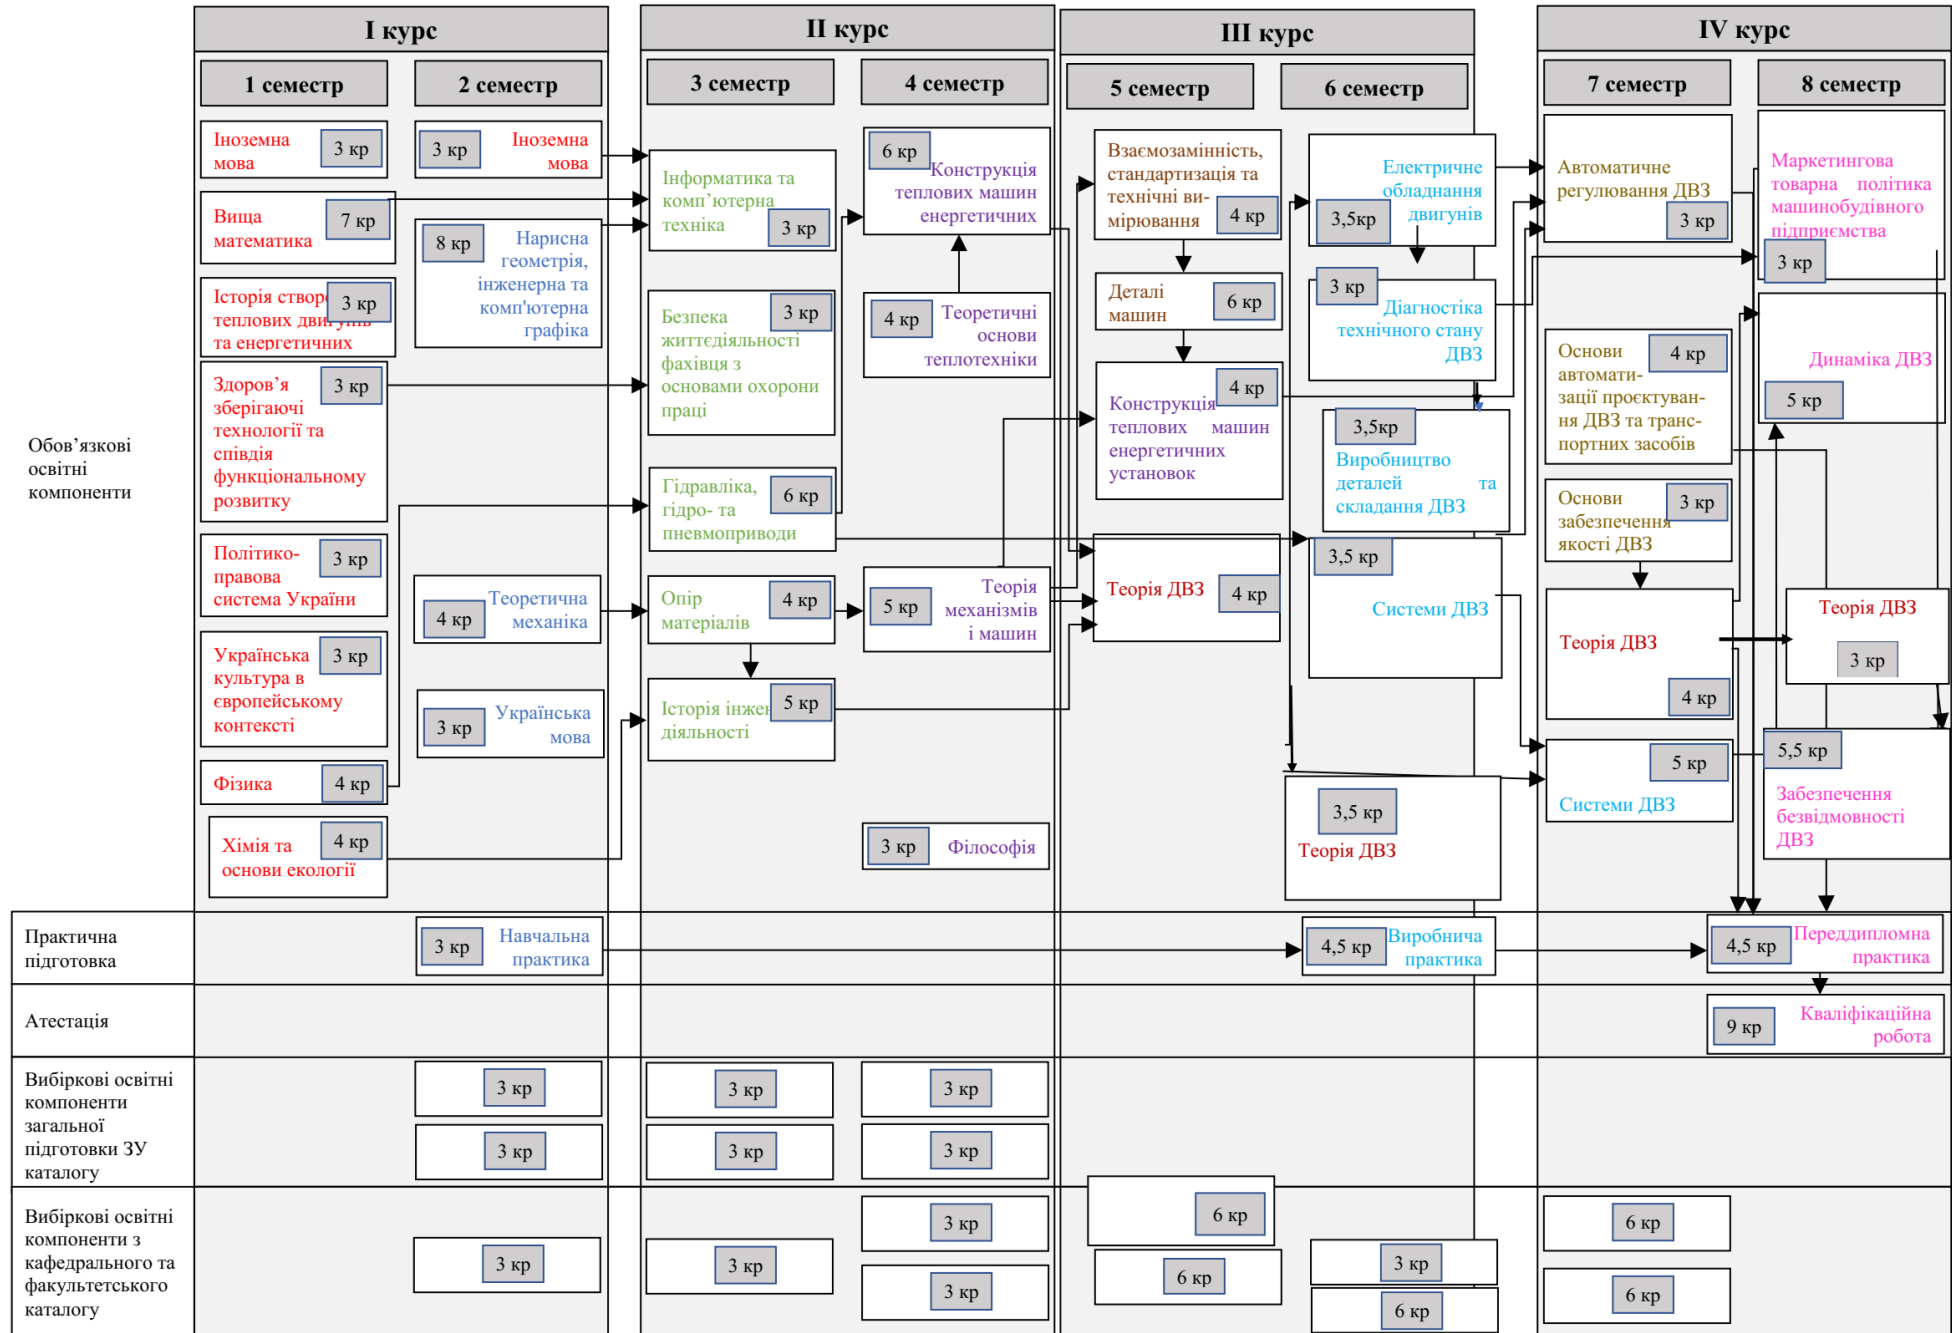 І курс
ІІ курс
ІІІ курс
IV курс
1 семестр
2 семестр
3 семестр
4 семестр
5 семестр
6 семестр
7 семестр
8 семестр
Обов’язкові
освітні
компоненти
Іноземна
мова
3 кр
Вища
математика
7 кр
Історія створе
теплових двигунів
та енергетичних
3 кр
Здоров’я
зберігаючі
технології та
співдія
функціональному
розвитку
3 кр
Політико-
правова
система України
3 кр
Українська
культура в
європейському
контексті
3 кр
Фізика
4 кр
Хімія та
основи екології
4 кр
3 кр
Іноземна
мова
8 кр
Нарисна
геометрія,
інженерна та
комп'ютерна
графіка
4 кр
Теоретична
механіка
3 кр
Українська
мова
Інформатика та
комп’ютерна
техніка
3 кр
Безпека
життєдіяльності
фахівця з
основами охорони
праці
3 кр
Гідравліка,
гідро- та
пневмоприводи
6 кр
Опір
матеріалів
4 кр
Історія інжен
діяльності
5 кр
6 кр
Конструкція
теплових машин
енергетичних
4 кр
Теоретичні
основи
теплотехніки
5 кр
Теорія
механізмів
і машин
3 кр
Філософія
Взаємозамінність,
стандартизація та
технічні ви-
мірювання
4 кр
Деталі
машин
6 кр
4 кр
Конструкція
теплових машин
енергетичних
установок
Теорія ДВЗ
4 кр
Електричне
обладнання
двигунів
3,5кр
3 кр
Діагностіка
технічного стану
ДВЗ
3,5кр
Виробництво
деталей та
складання ДВЗ
3,5 кр
Системи ДВЗ
3,5 кр
Теорія ДВЗ
Автоматичне
регулювання ДВЗ
3 кр
Основи
автомати-
зації проєктуван-
ня ДВЗ та транс-
портних засобів
4 кр
Основи
забезпечення
якості ДВЗ
3 кр
Теорія ДВЗ
4 кр
5 кр
Системи ДВЗ
Маркетингова
товарна політика
машинобудівного
підприємства
3 кр
Динаміка ДВЗ
5 кр
Теорія ДВЗ
3 кр
5,5 кр
Забезпечення
безвідмовності
ДВЗ
Практична
підготовка
3 кр
Навчальна
практика
4,5 кр
Виробнича
практика
4,5 кр
Переддипломна
практика
Атестація
9 кр
Кваліфікаційна
робота
Вибіркові освітні
компоненти
загальної
підготовки ЗУ
каталогу
3 кр
3 кр
3 кр
3 кр
3 кр
3 кр
Вибіркові освітні
компоненти з
кафедрального та
факультетського
каталогу
3 кр
3 кр
3 кр
3 кр
6 кр
6 кр
3 кр
6 кр
6 кр
6 кр